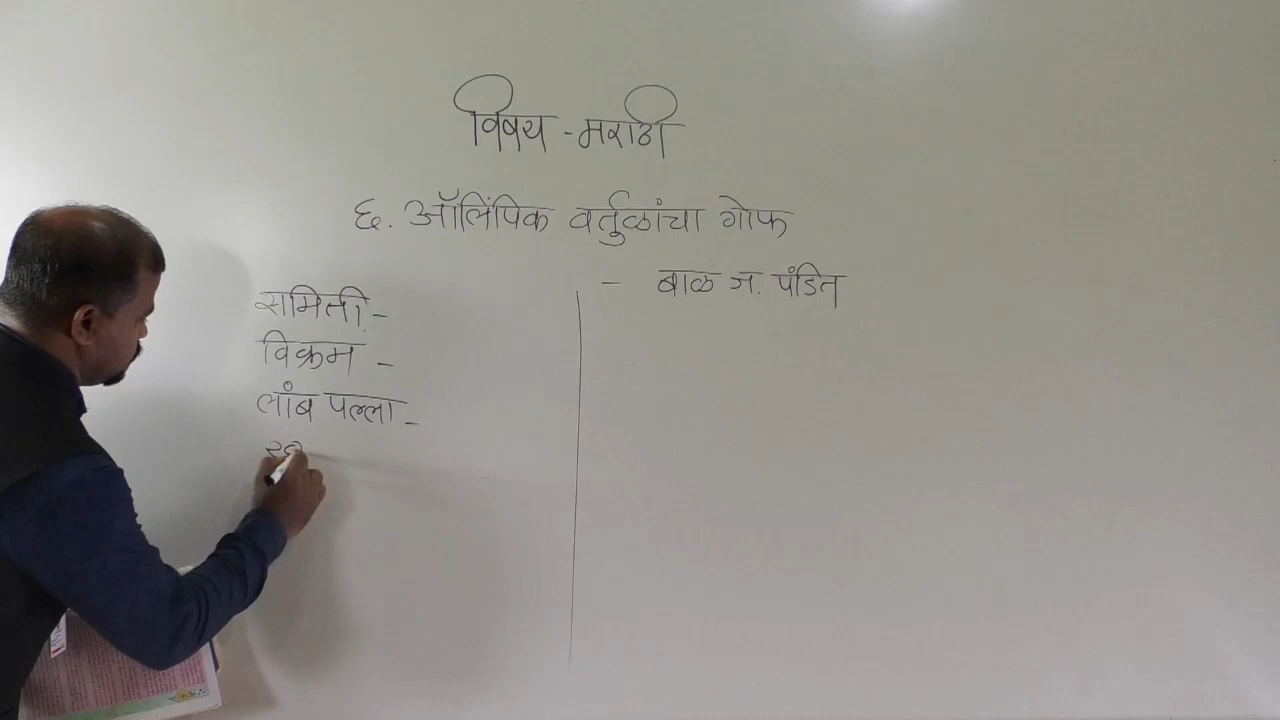 विषय - मराठी
६. ऑलिंपिक वर्तुळांचा गोफ
- बाळ ज. पंडित
समिती -
विक्रम -
लांब पल्ला -